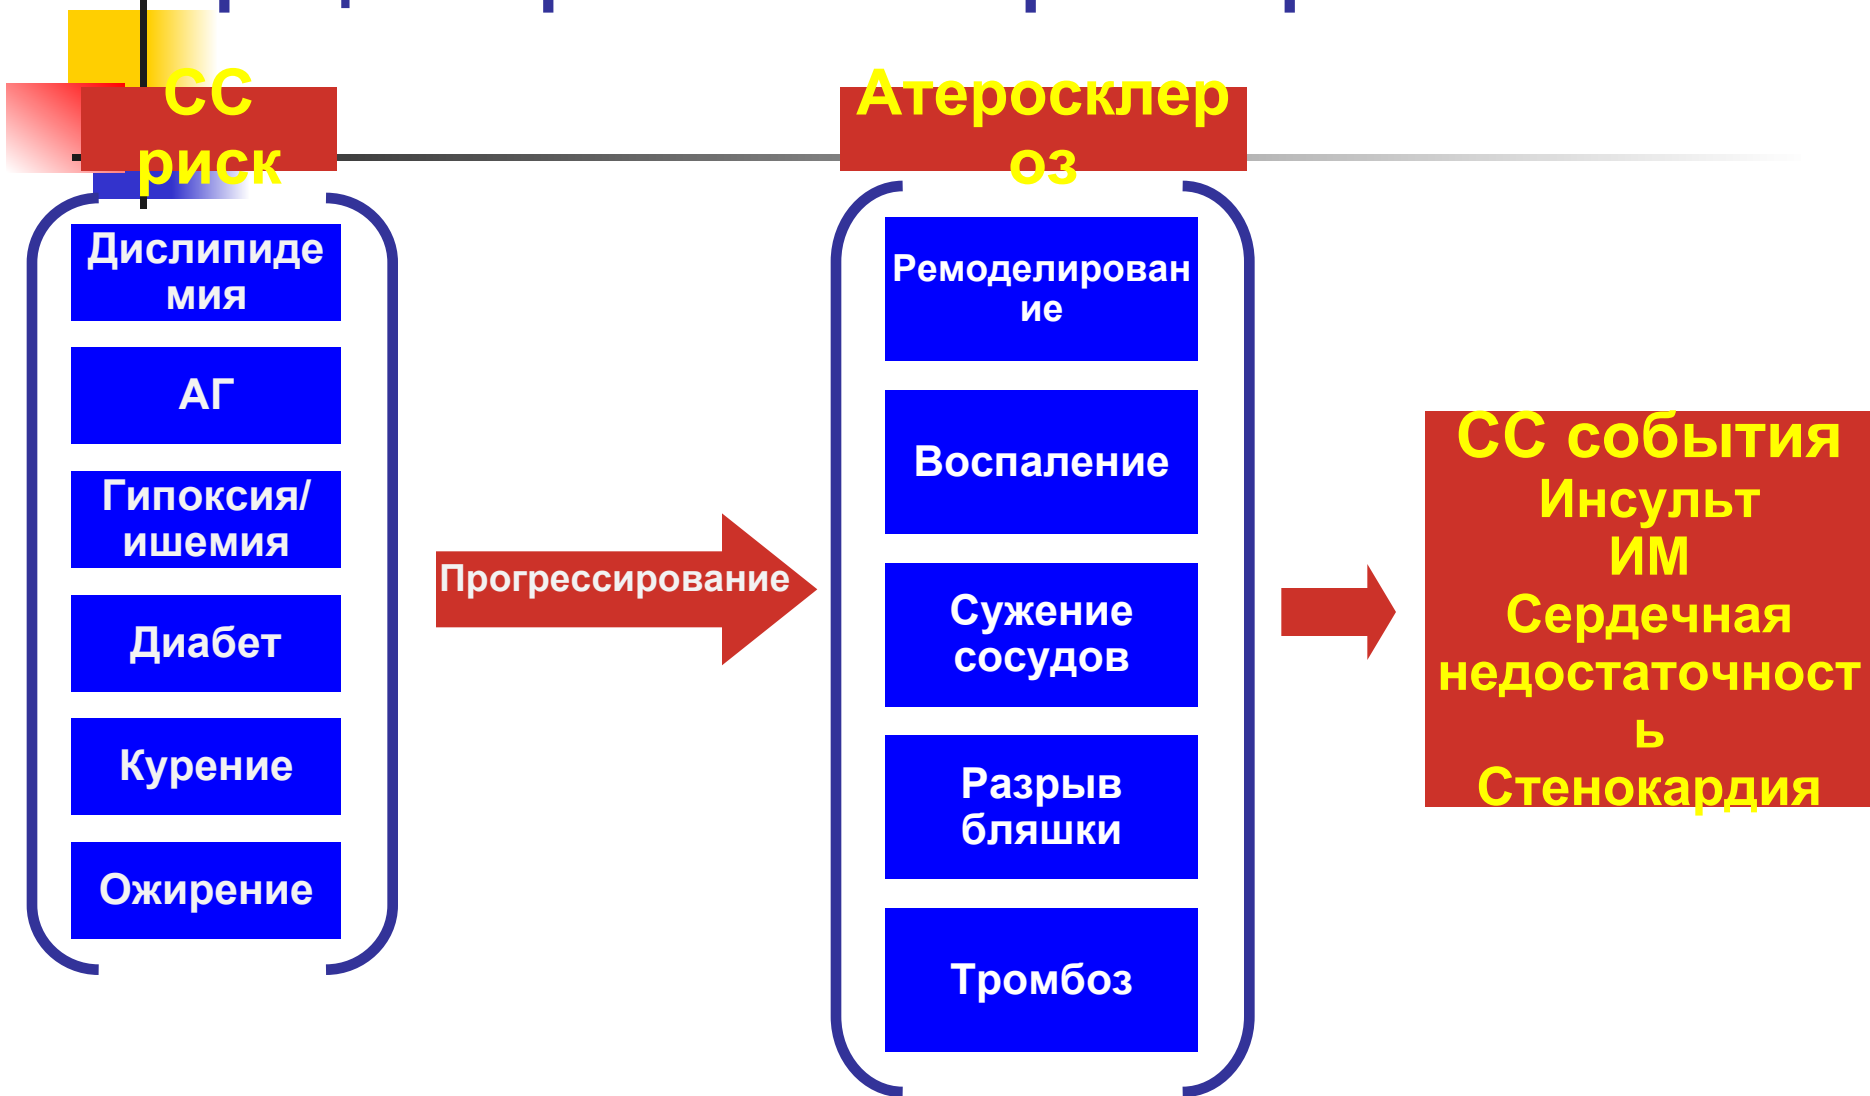 СС
риск
Дислипиде
мия
АГ
Гипоксия/
ишемия
Диабет
Курение
Ожирение
Прогрессирование
Атеросклер
оз
Ремоделирован
ие
Воспаление
Сужение
сосудов
Разрыв
бляшки
Тромбоз
СС события
Инсульт
ИМ
Сердечная
недостаточност
ь
Стенокардия